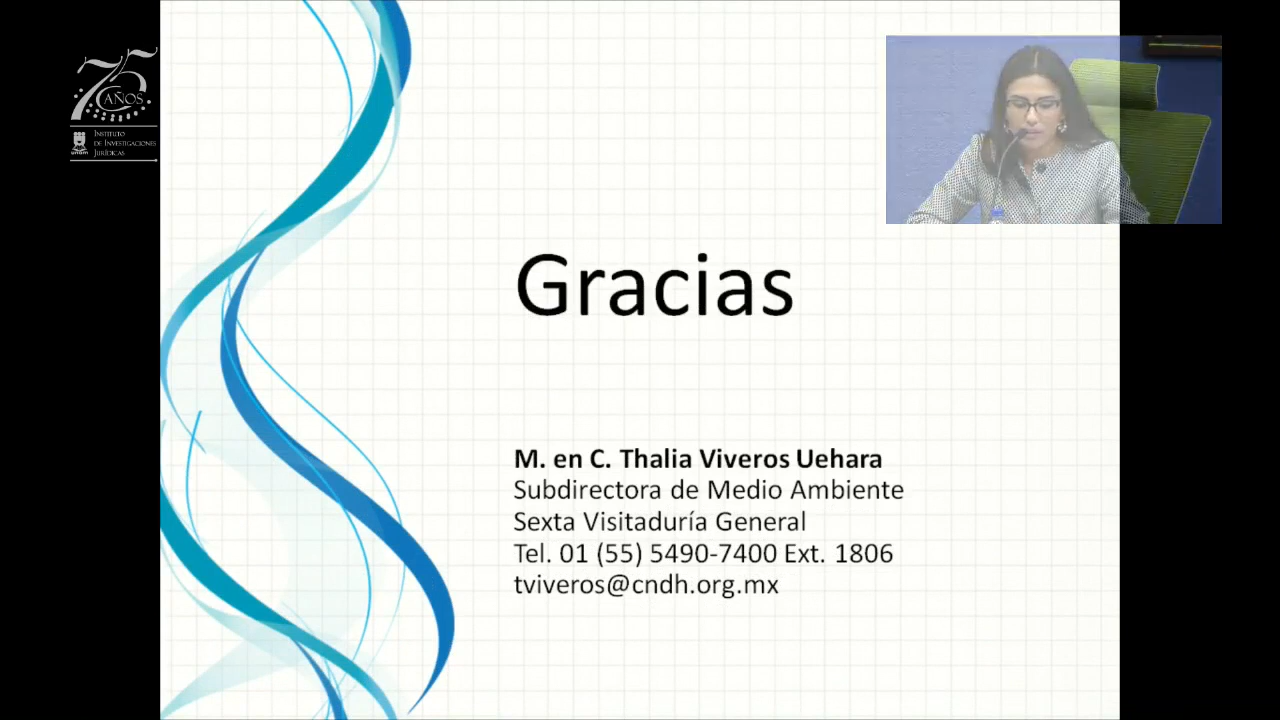 75
AÑOS
INSTITUTO
DE INVESTIGACIONES
JURÍDICAS
UNAM
Gracias
M. en C. Thalia Viveros Uehara
Subdirectora de Medio Ambiente
Sexta Visitaduría General
Tel. 01 (55) 5490-7400 Ext. 1806
tviveros@cndh.org.mx